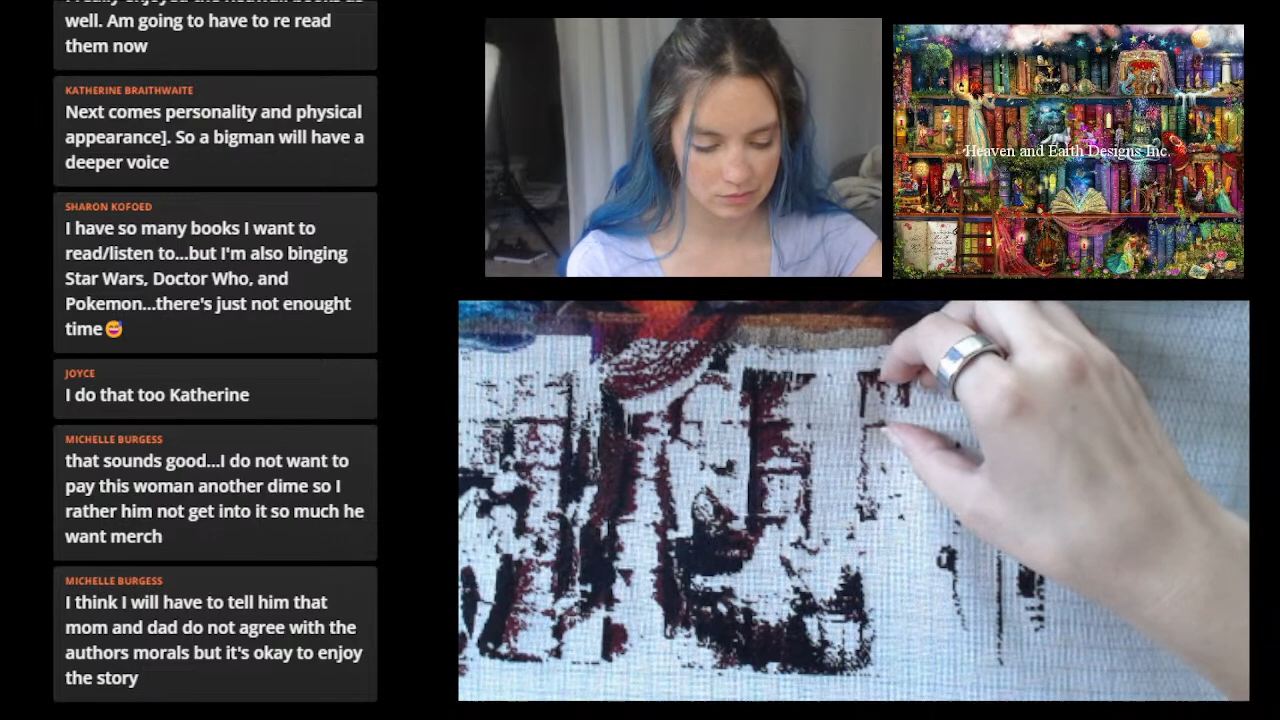 well. Am going to have to re read
them now
KATHERINE BRAITHWAITE
Next comes personality and physical
appearance]. So a bigman will have a
deeper voice
SHARON KOFOED
I have so many books I want to
read/listen to...but I'm also binging
Star Wars, Doctor Who, and
Pokemon...there's just not enought
time😅
JOYCE
I do that too Katherine
MICHELLE BURGESS
that sounds good...I do not want to
pay this woman another dime so I
rather him not get into it so much he
want merch
MICHELLE BURGESS
I think I will have to tell him that
mom and dad do not agree with the
authors morals but it's okay to enjoy
the story
Heaven and Earth Designs Inc